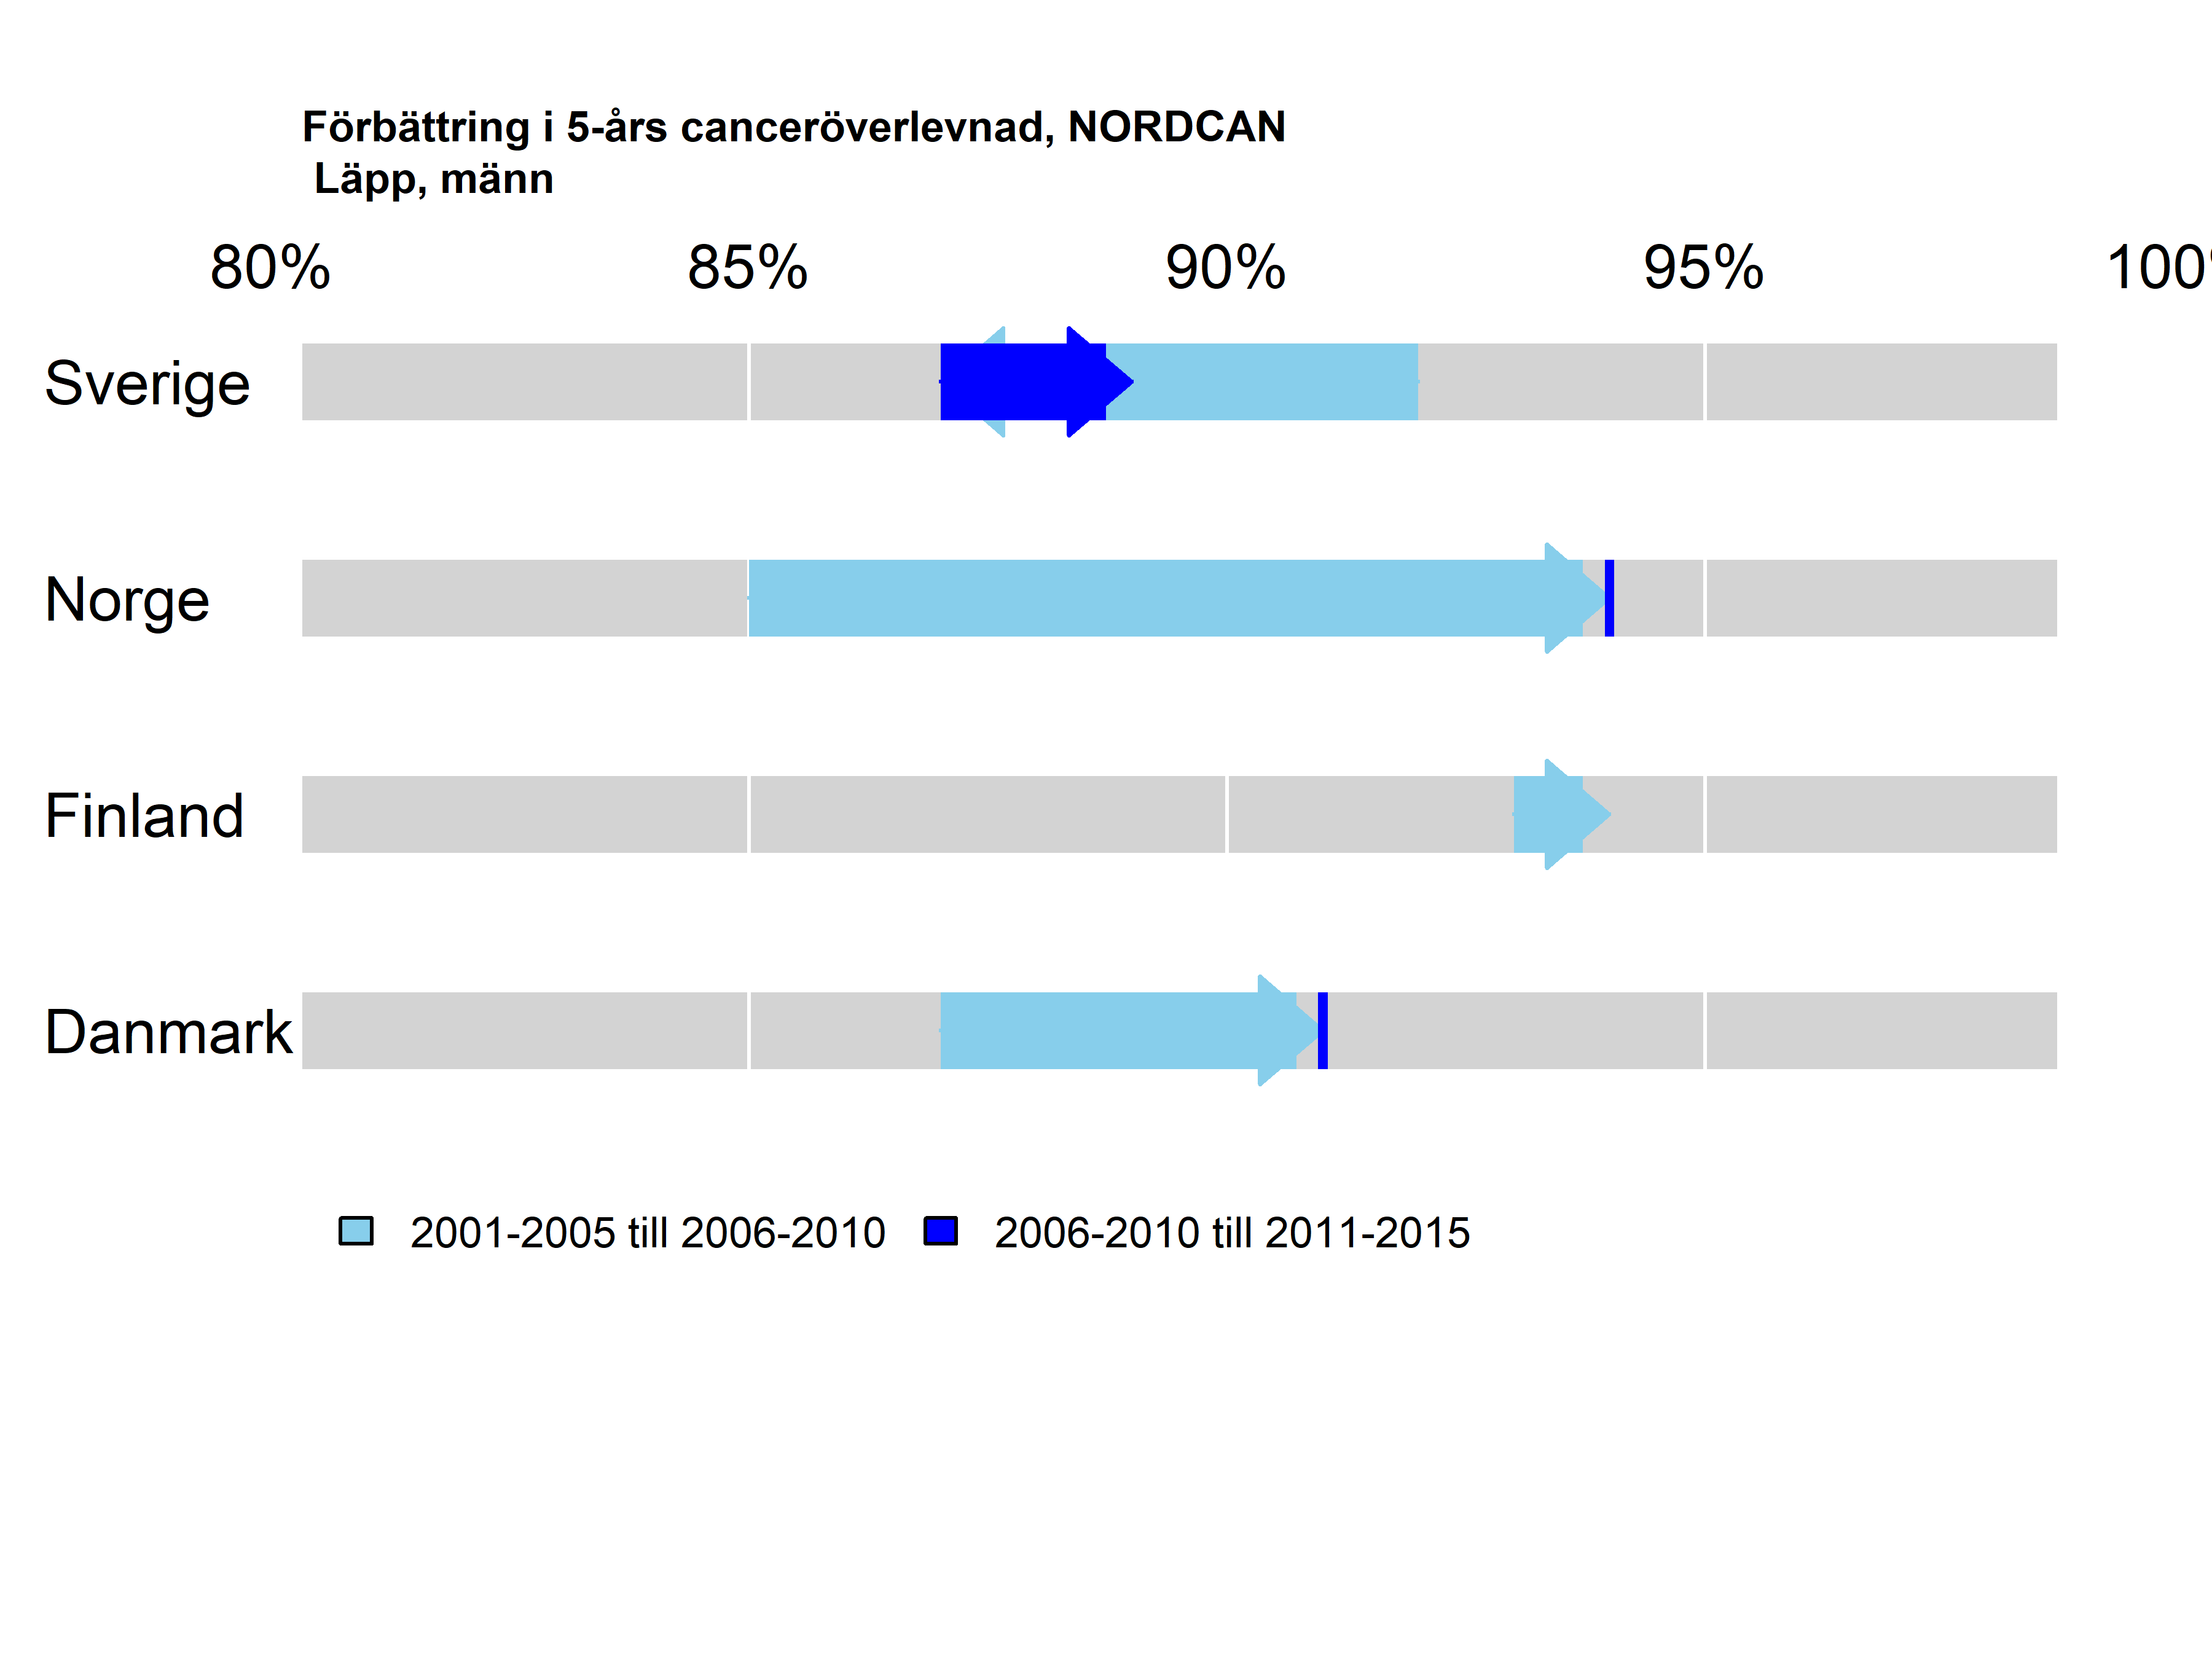 Förbättring i 5-års canceröverlevnad, NORDCAN
Läpp, männ
80% 85% 90% 95% 100
Sverige
Norge
Finland
Danmark
2001-2005 till 2006-2010 2006-2010 till 2011-2015